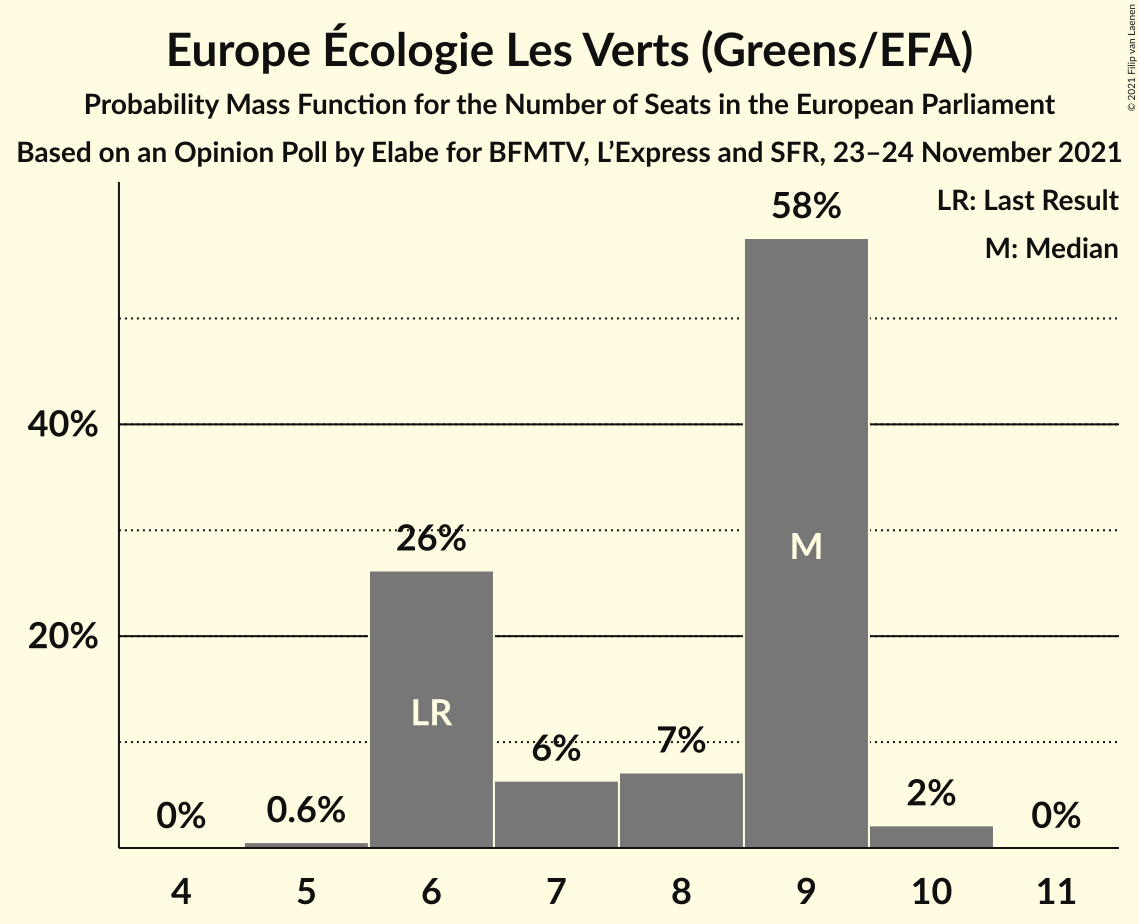 Europe Écologie Les Verts (Greens/EFA)
Probability Mass Function for the Number of Seats in the European Parliament
Based on an Opinion Poll by Elabe for BFMTV, L’Express and SFR, 23–24 November 2021
© 2021 Filip van Laenen
LR: Last Result
M: Median
58%
40%
26%
M
20%
LR
6%
7%
0%
0.6%
2%
0%
4 5 6 7 8 9 10 11